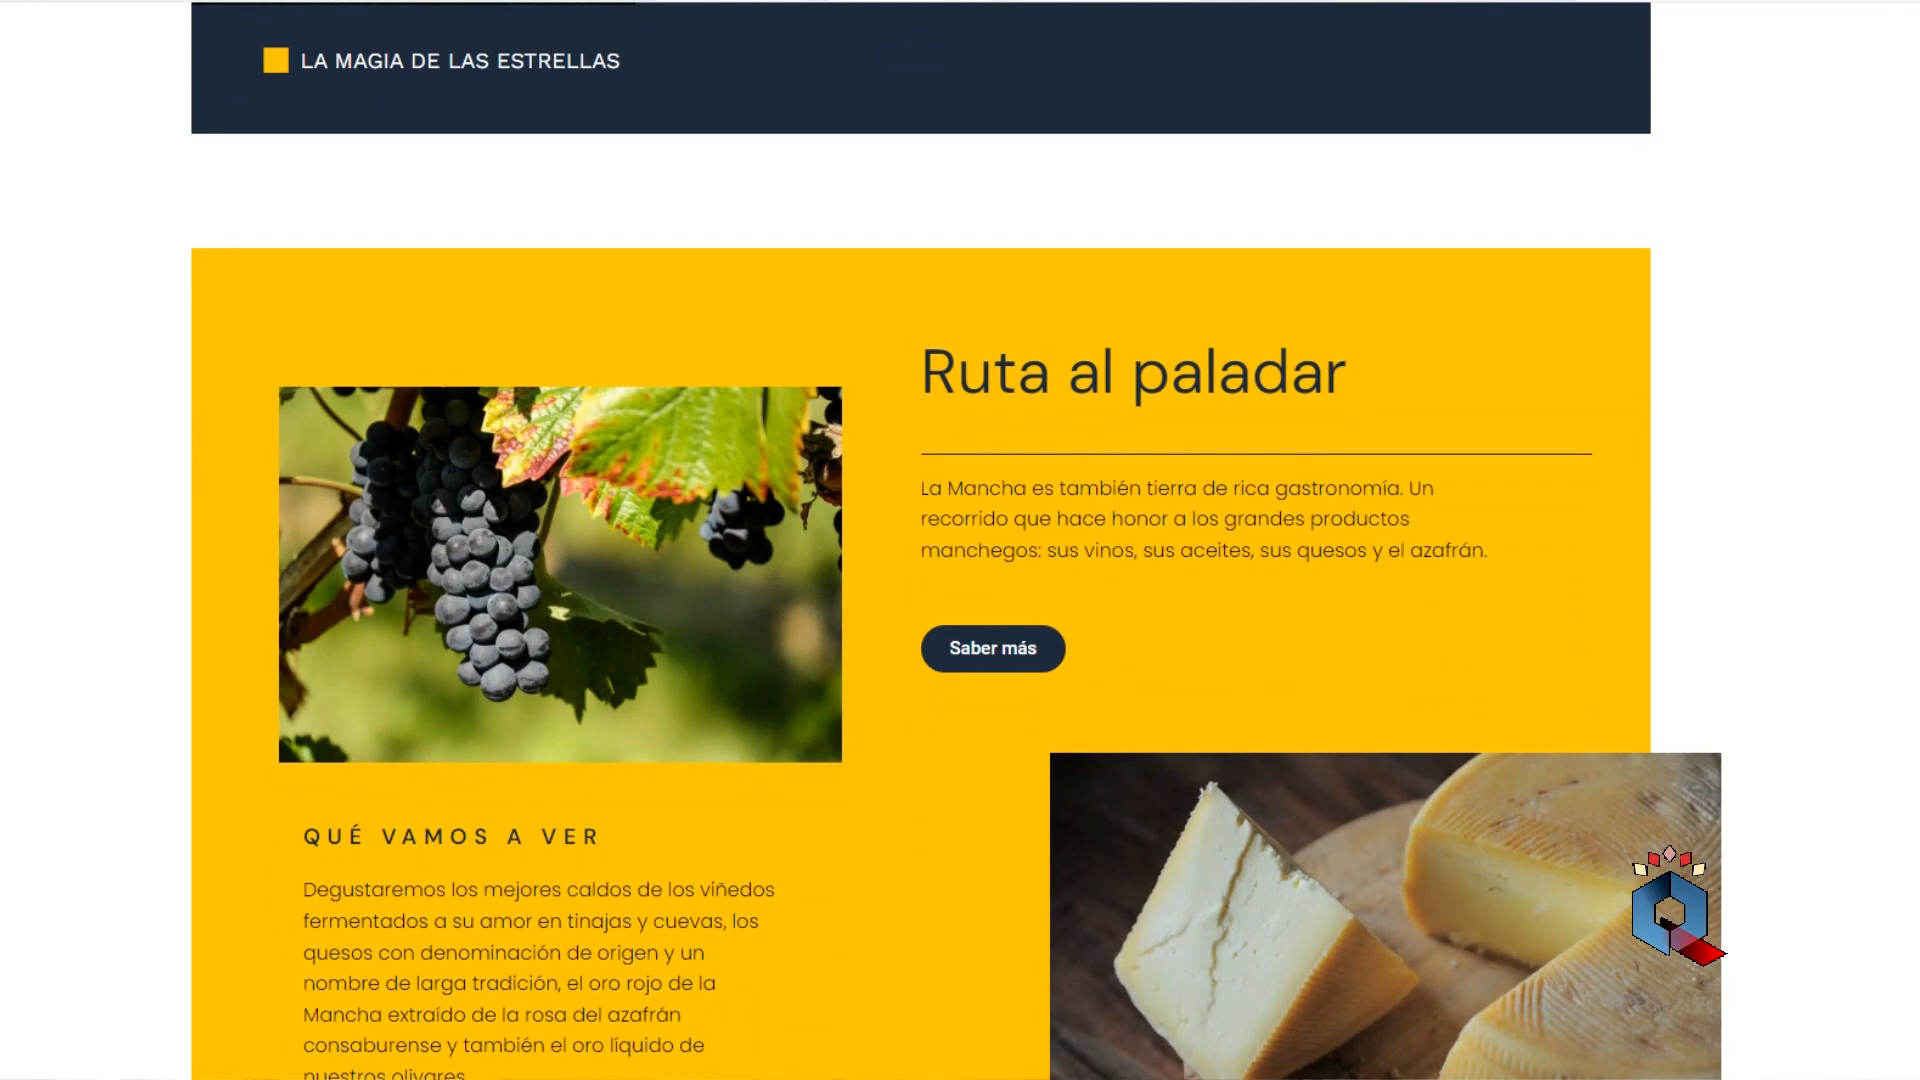 LA MAGIA DE LAS ESTRELLAS
Ruta al paladar
La Mancha es también tierra de rica gastronomía. Un
recorrido que hace honor a los grandes productos
manchegos: sus vinos, sus aceites, sus quesos y el azafrán.
Saber más
QUÉ VAMOS A VER
Degustaremos los mejores caldos de los viñedos
fermentados a su amor en tinajas y cuevas, los
quesos con denominación de origen y un
nombre de larga tradición, el oro rojo de la
Mancha extraído de la rosa del azafrán
consaburense y también el oro líquido de
nuestros olivares